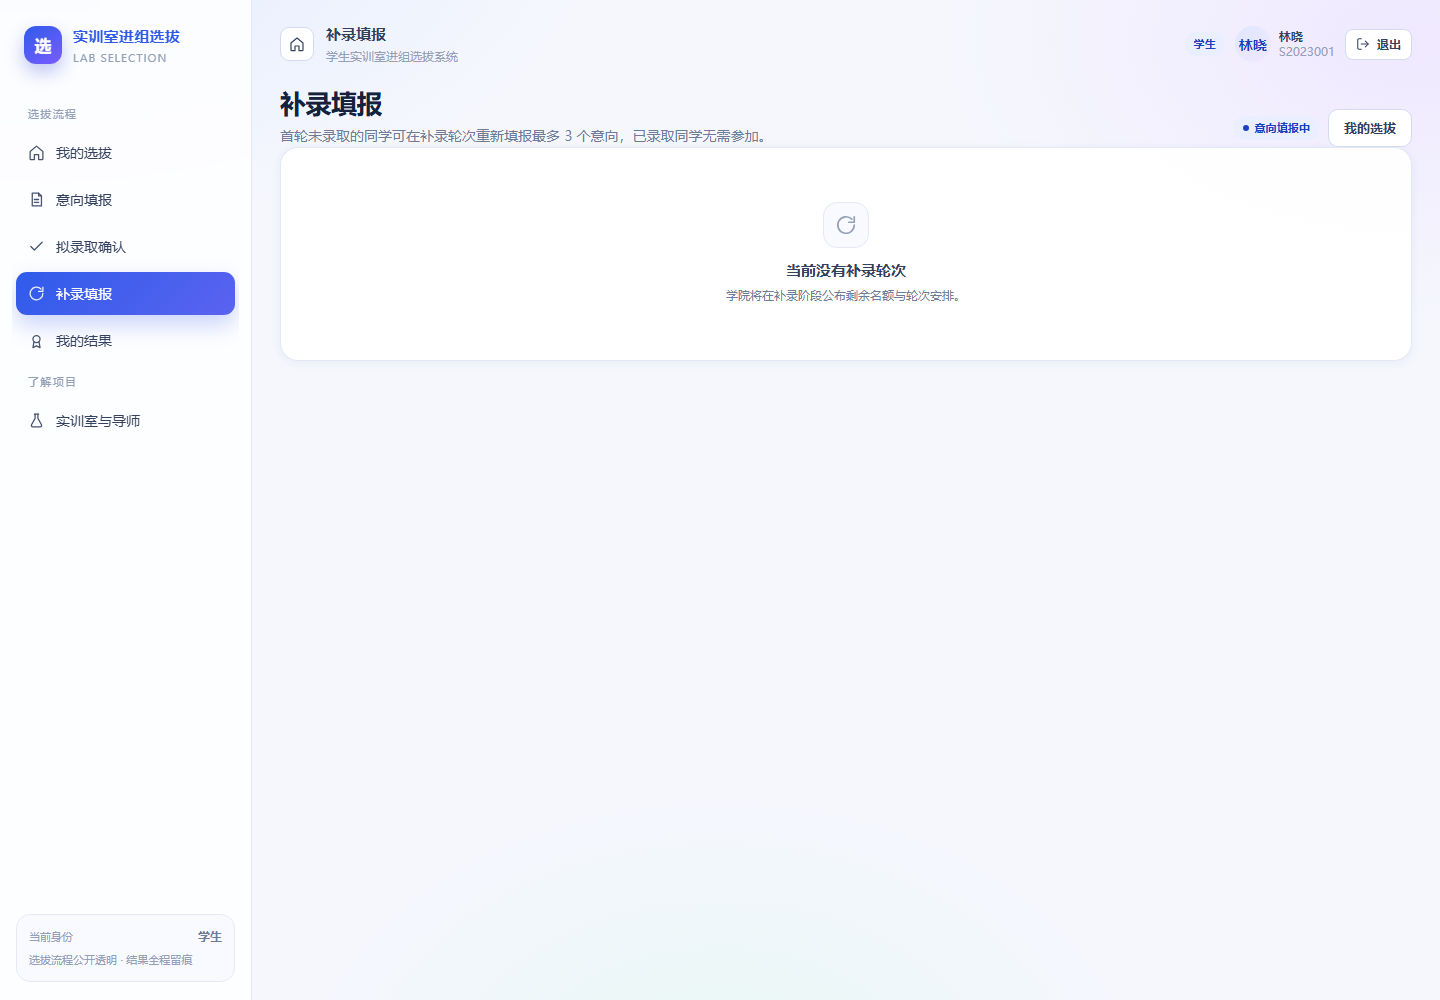 选
实训室进组选拔
LAB SELECTION
选拔流程
我的选拔
意向填报
拟录取确认
补录填报
我的结果
了解项目
实训室与导师
当前身份
学生
选拔流程公开透明 · 结果全程留痕
补录填报
学生实训室进组选拔系统
学生
林晓
林晓
S2023001
退出
补录填报
首轮未录取的同学可在补录轮次重新填报最多 3 个意向，已录取同学无需参加。
意向填报中
我的选拔
当前没有补录轮次
学院将在补录阶段公布剩余名额与轮次安排。